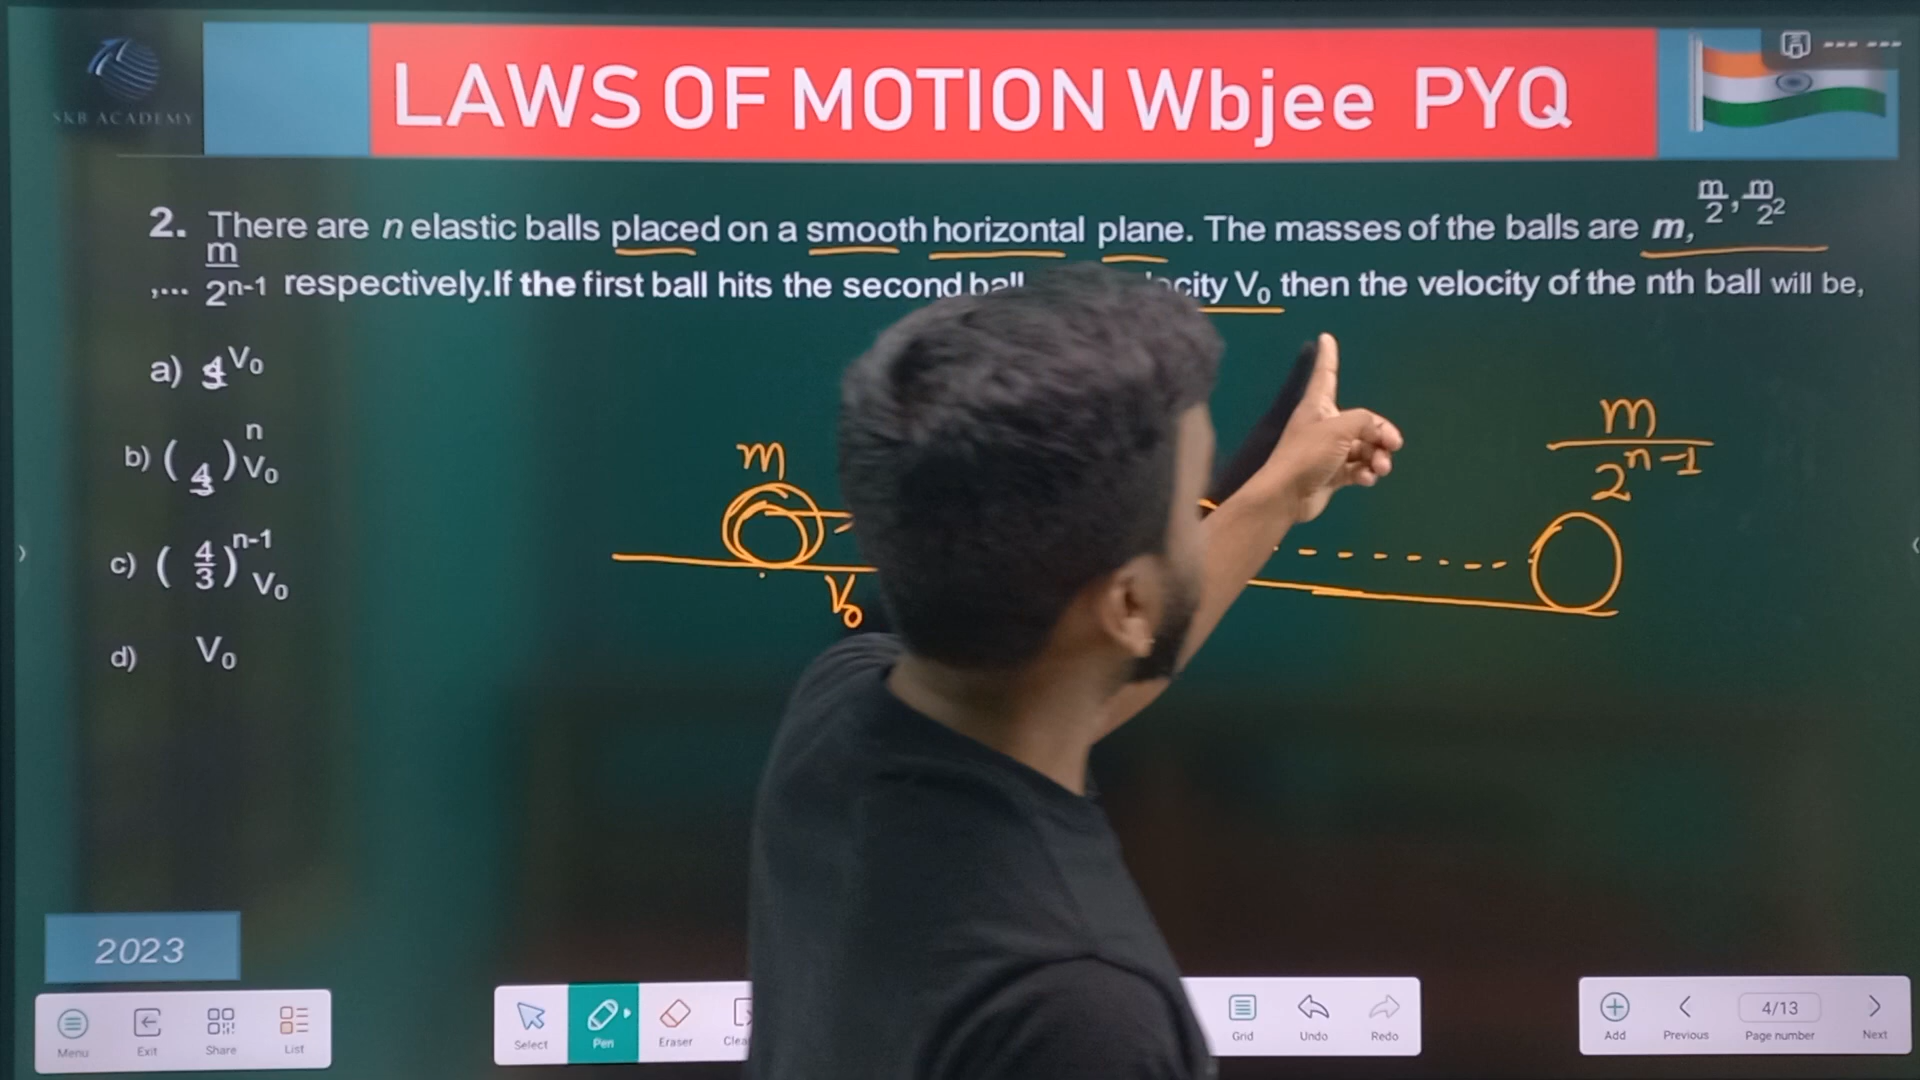 SKB ACADEMY
LAWS OF MOTION Wbjee PYQ
2. There are n elastic balls placed on a smooth horizontal plane. The masses of the balls are m, m/2, m/2²
,... m/2ⁿ⁻¹ respectively.If the first ball hits the second city V₀ then the velocity of the nth ball will be,
a) V₀
b) ( )ⁿ V₀
c) ( 4/3 )ⁿ⁻¹ V₀
d) V₀
m
V₀
m/2ⁿ⁻¹
2023
Menu Exit Share List
Select Pen Eraser
Grid Undo Redo
Add Previous 4/13 Page number Next